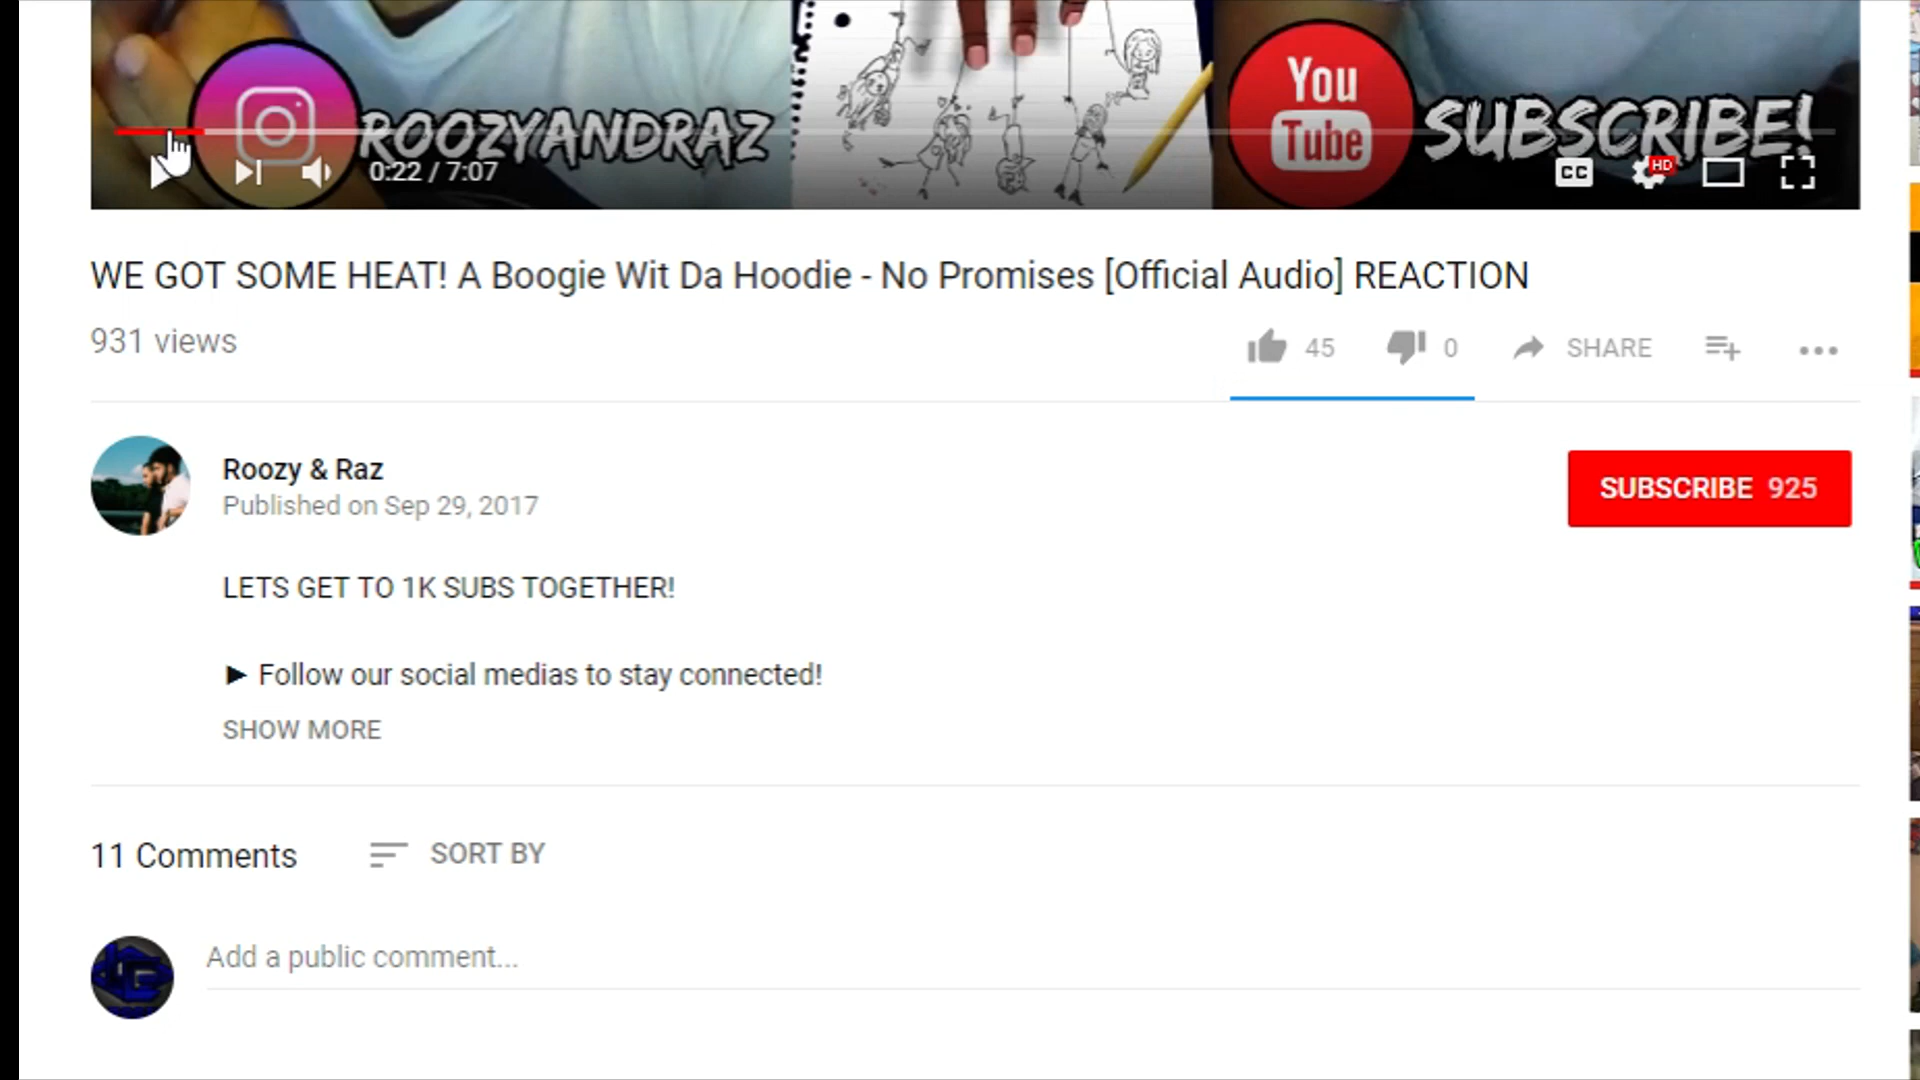 ROOZYANDRAZ
You
Tube
SUBSCRIBE!
0:22 / 7:07
CC
HD
WE GOT SOME HEAT! A Boogie Wit Da Hoodie - No Promises [Official Audio] REACTION
931 views
45
0
SHARE
Roozy & Raz
Published on Sep 29, 2017
SUBSCRIBE 925
LETS GET TO 1K SUBS TOGETHER!
► Follow our social medias to stay connected!
SHOW MORE
11 Comments
SORT BY
Add a public comment...